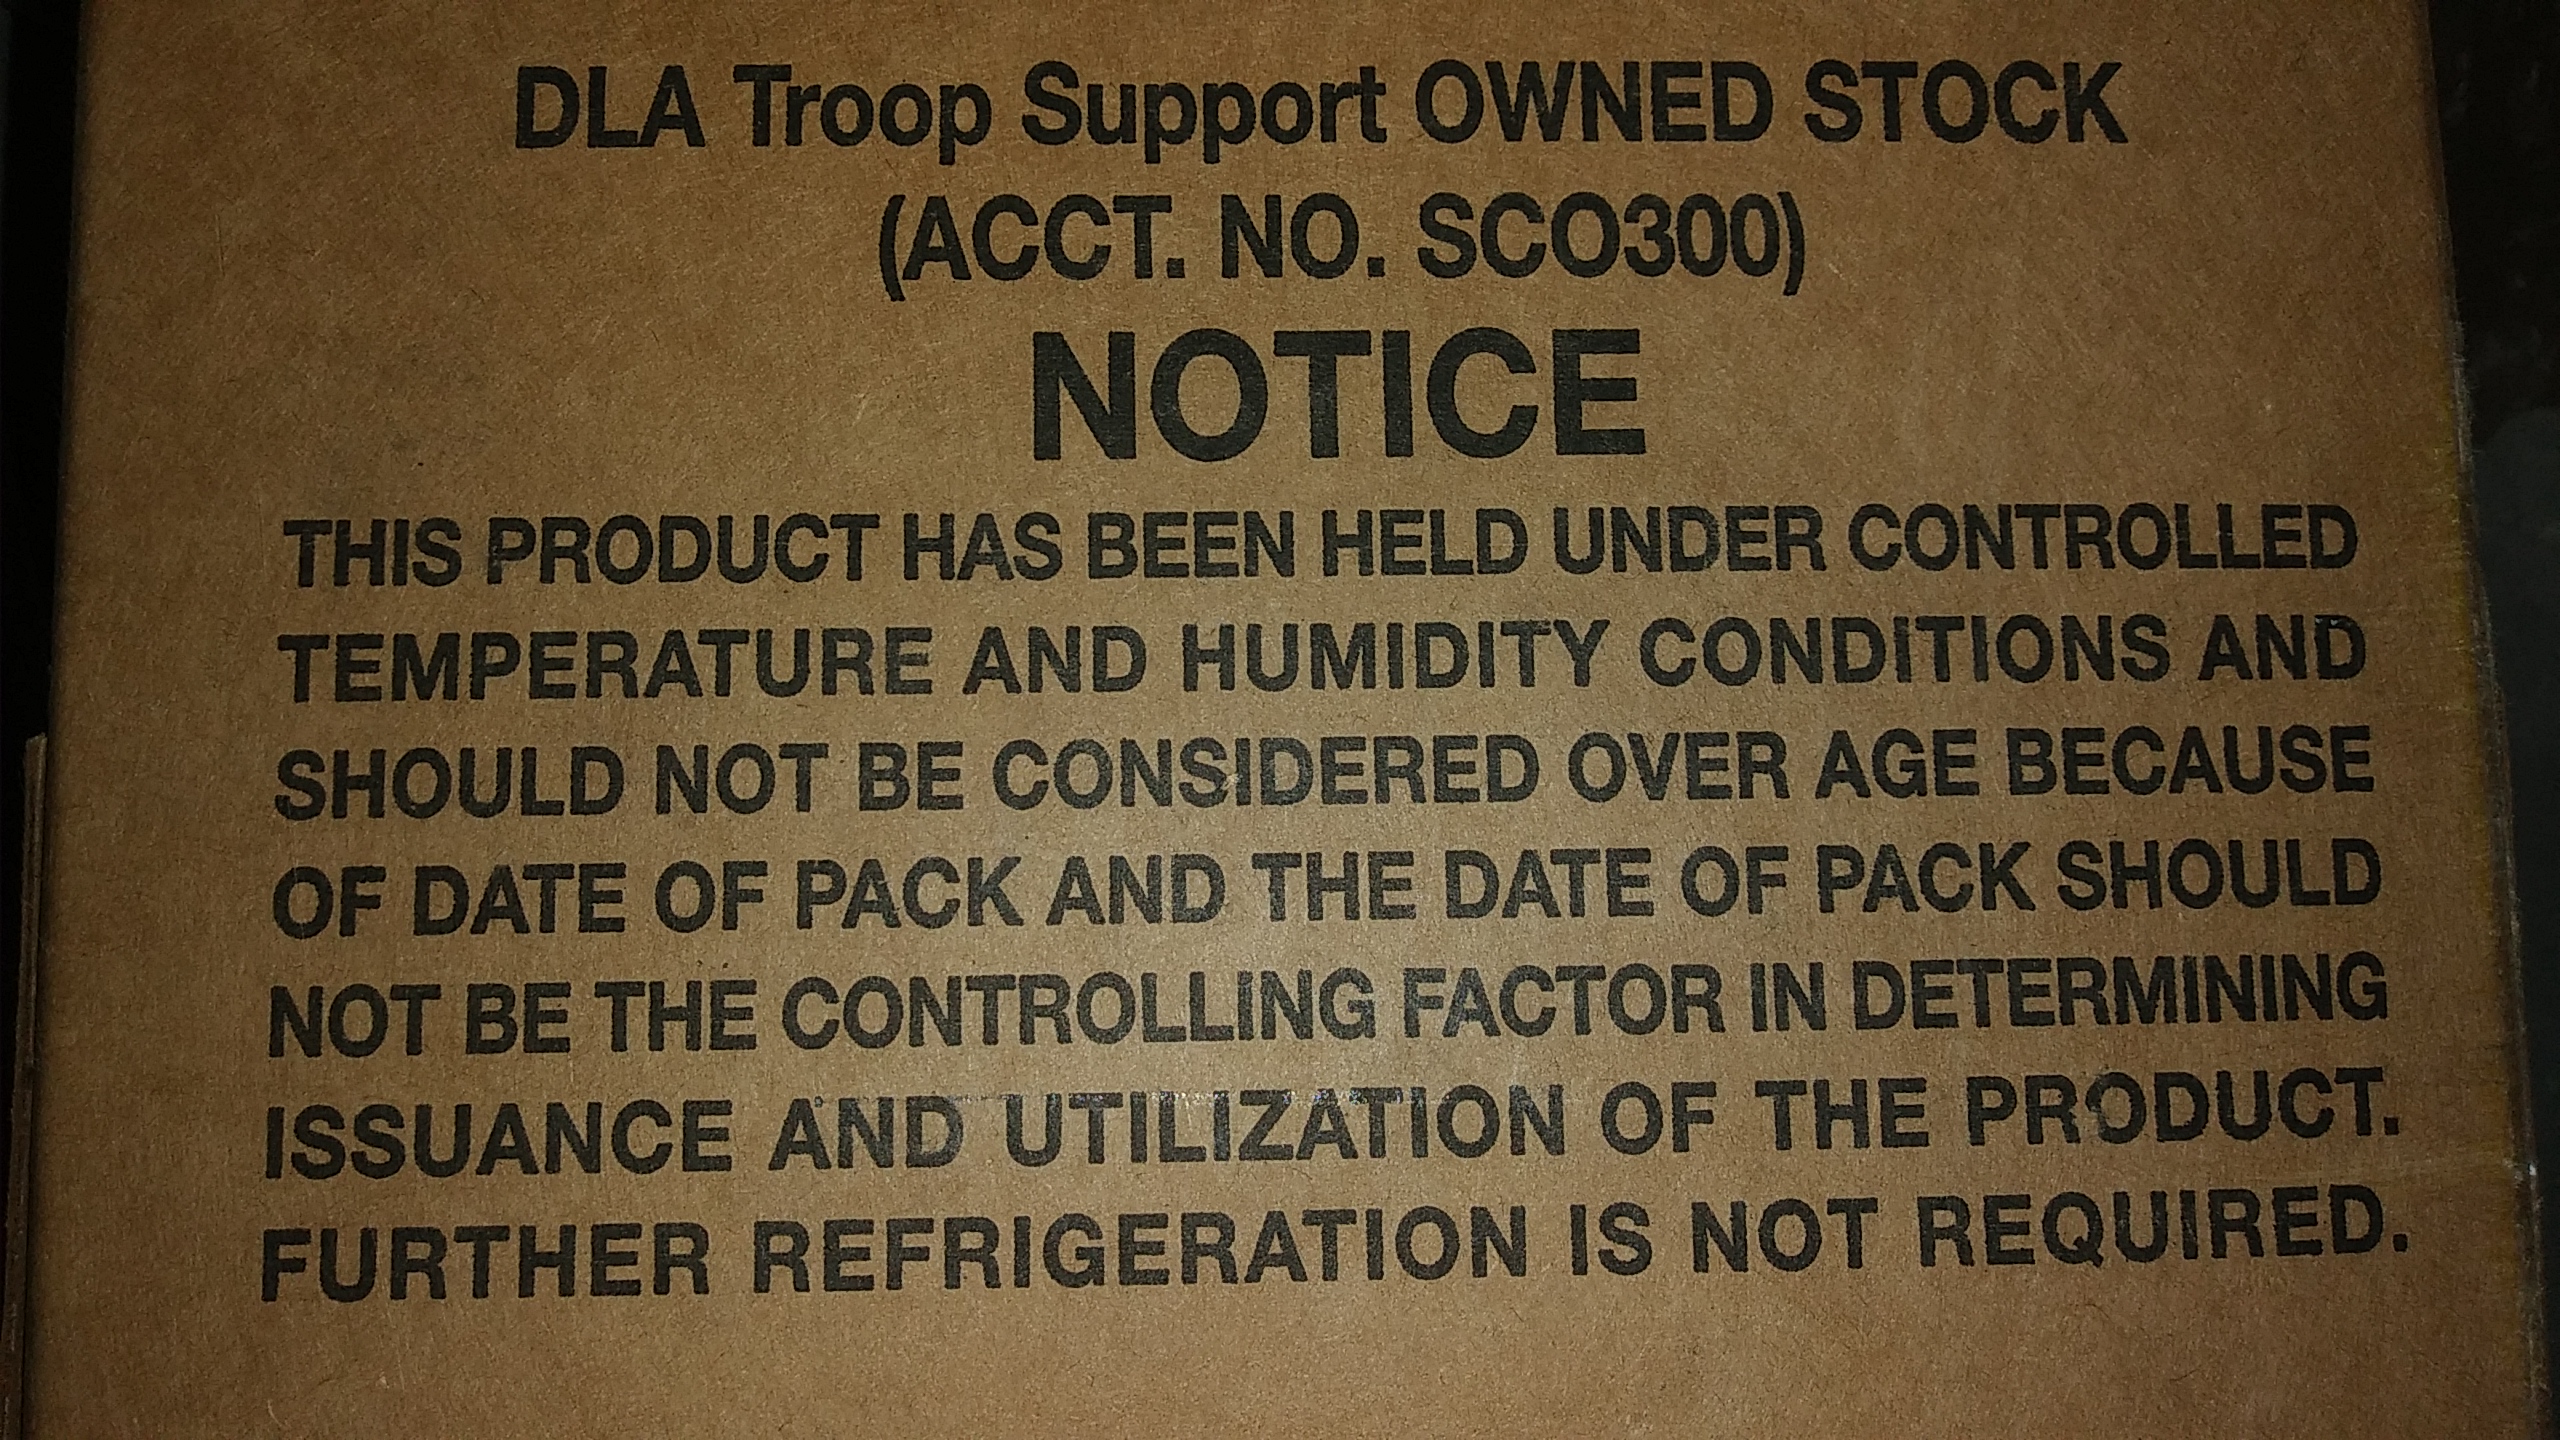 DLA Troop Support OWNED STOCK
(ACCT. NO. SCO300)
NOTICE
THIS PRODUCT HAS BEEN HELD UNDER CONTROLLED
TEMPERATURE AND HUMIDITY CONDITIONS AND
SHOULD NOT BE CONSIDERED OVER AGE BECAUSE
OF DATE OF PACK AND THE DATE OF PACK SHOULD
NOT BE THE CONTROLLING FACTOR IN DETERMINING
ISSUANCE AND UTILIZATION OF THE PRODUCT.
FURTHER REFRIGERATION IS NOT REQUIRED.